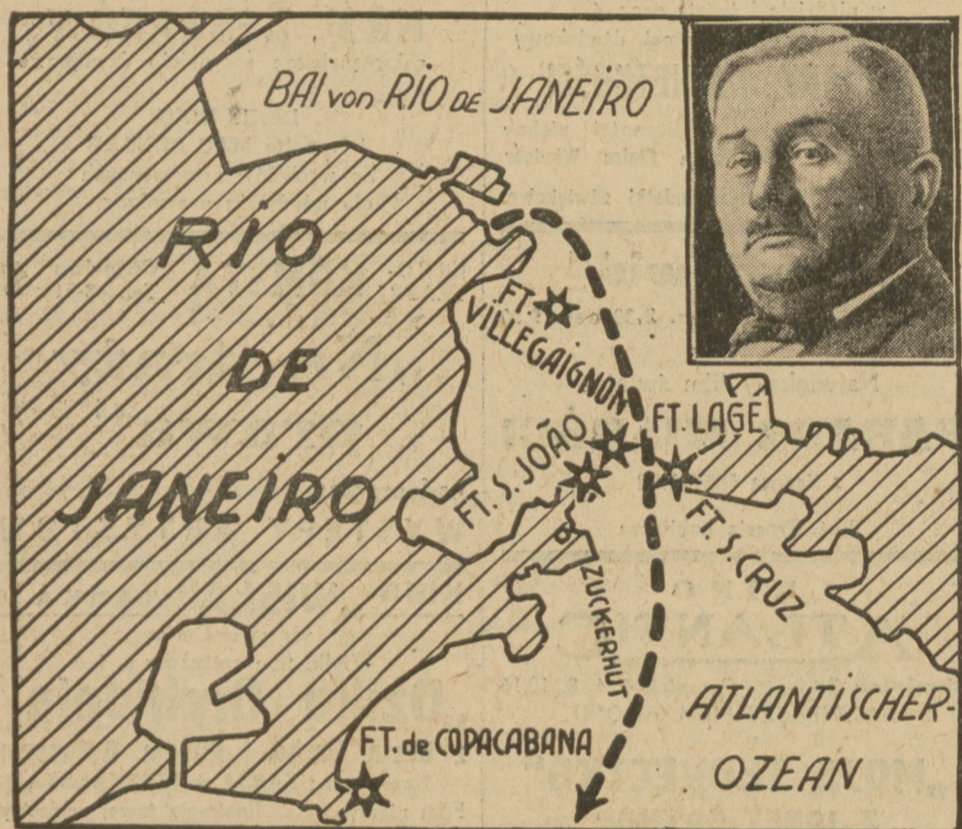 BAI von RIO DE JANEIRO
RIO
DE
JANEIRO
FT.
VILLEGAIGNON
FT. LAGE
FT. S. JOÃO
FT. S. CRUZ
ZUCKERHUT
FT. de COPACABANA
ATLANTISCHER-
OZEAN